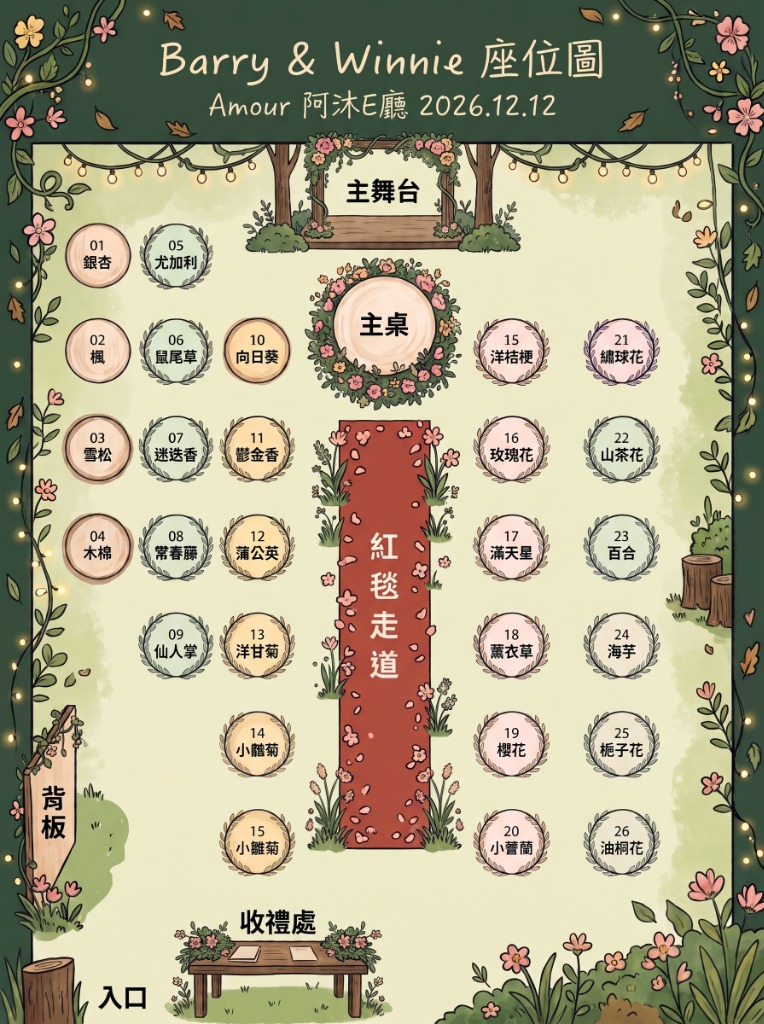 Barry & Winnie 座位圖
Amour 阿沐E廳 2026.12.12
主舞台
主桌
01
銀杏
05
尤加利
02
楓
06
鼠尾草
10
向日葵
15
洋桔梗
21
繡球花
03
雪松
07
迷迭香
11
鬱金香
16
玫瑰花
22
山茶花
04
木棉
08
常春藤
12
蒲公英
17
滿天星
23
百合
09
仙人掌
13
洋甘菊
18
薰衣草
24
海芋
14
小雛菊
19
櫻花
25
梔子花
15
小雛菊
20
小蒼蘭
26
油桐花
紅毯走道
背板
收禮處
入口